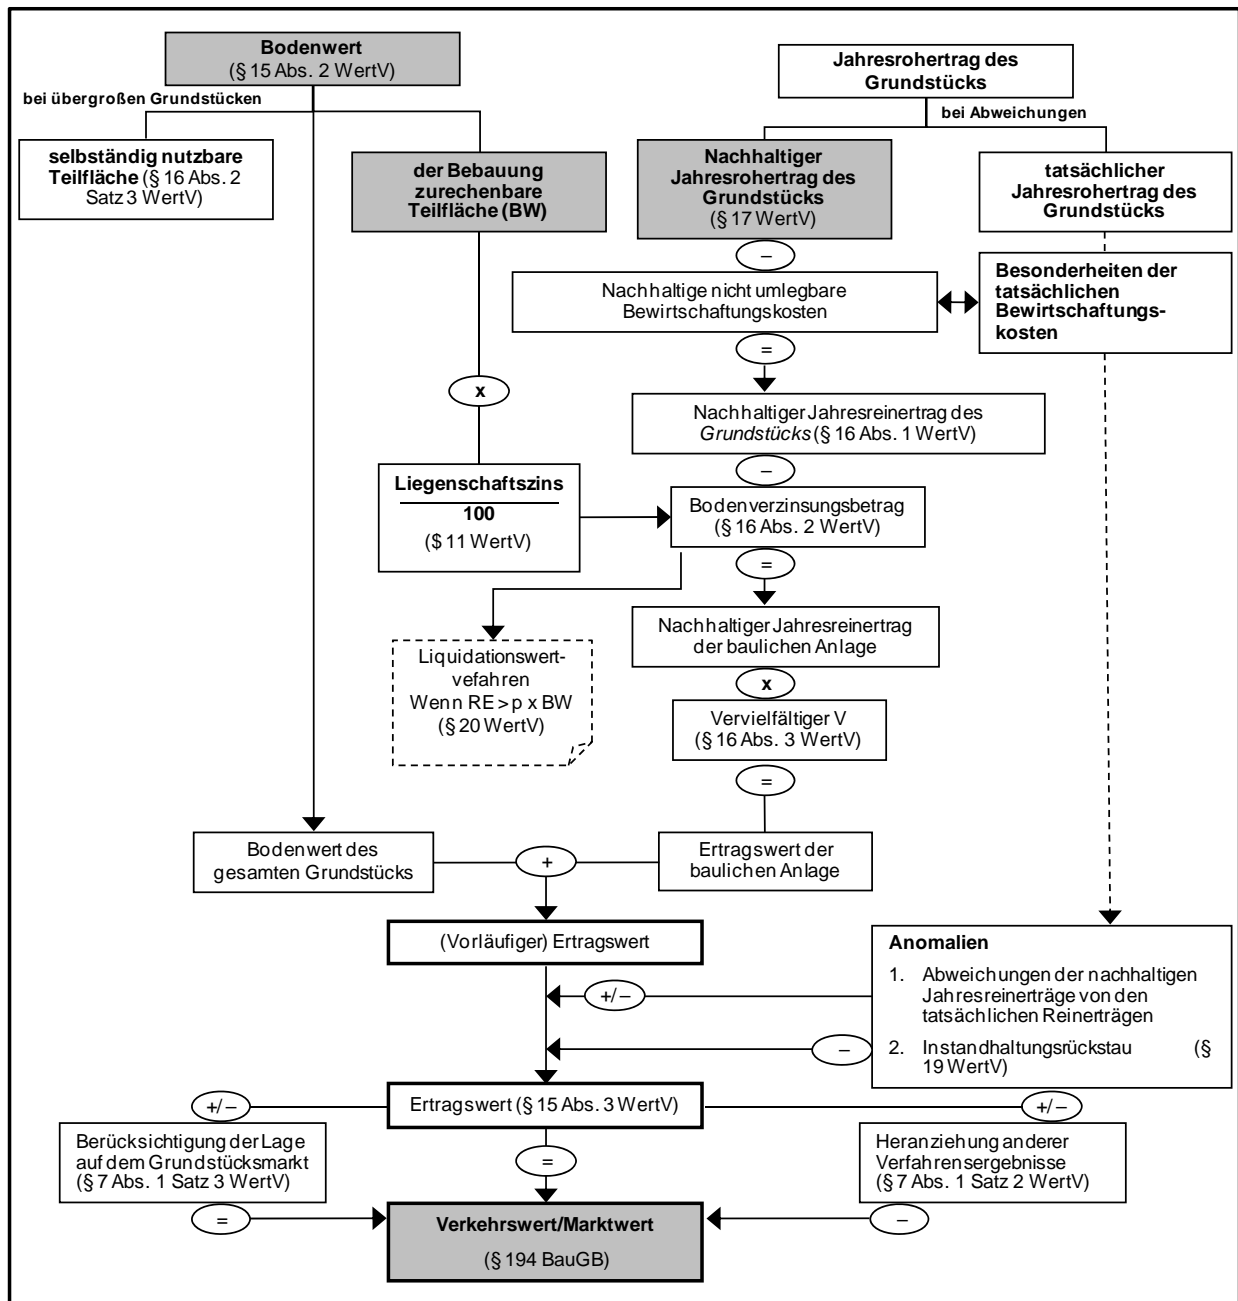 Bodenwert
(§ 15 Abs. 2 WertV)
Jahresrohertrag des
Grundstücks
bei übergroßen Grundstücken
bei Abweichungen
selbständig nutzbare
Teilfläche (§ 16 Abs. 2
Satz 3 WertV)
der Bebauung
zurechenbare
Teilfläche (BW)
Nachhaltiger
Jahresrohertrag des
Grundstücks
(§ 17 WertV)
tatsächlicher
Jahresrohertrag des
Grundstücks
–
Nachhaltige nicht umlegbare
Bewirtschaftungskosten
Besonderheiten der
tatsächlichen
Bewirtschaftungs-
kosten
=
x
Nachhaltiger Jahresreinertrag des
Grundstücks (§ 16 Abs. 1 WertV)
–
Liegenschaftszins
100
($ 11 WertV)
Bodenverzinsungsbetrag
(§ 16 Abs. 2 WertV)
=
Nachhaltiger Jahresreinertrag
der baulichen Anlage
Liquidationswert-
vefahren
Wenn RE > p x BW
(§ 20 WertV)
x
Vervielfältiger V
(§ 16 Abs. 3 WertV)
=
Bodenwert des
gesamten Grundstücks
+
Ertragswert der
baulichen Anlage
(Vorläufiger) Ertragswert
Anomalien
1. Abweichungen der nachhaltigen
Jahresreinerträge von den
tatsächlichen Reinerträgen
2. Instandhaltungsrückstau (§
19 WertV)
+/–
–
Ertragswert (§ 15 Abs. 3 WertV)
+/–
+/–
Berücksichtigung der Lage
auf dem Grundstücksmarkt
(§ 7 Abs. 1 Satz 3 WertV)
=
Heranziehung anderer
Verfahrensergebnisse
(§ 7 Abs. 1 Satz 2 WertV)
=
–
Verkehrswert/Marktwert
(§ 194 BauGB)